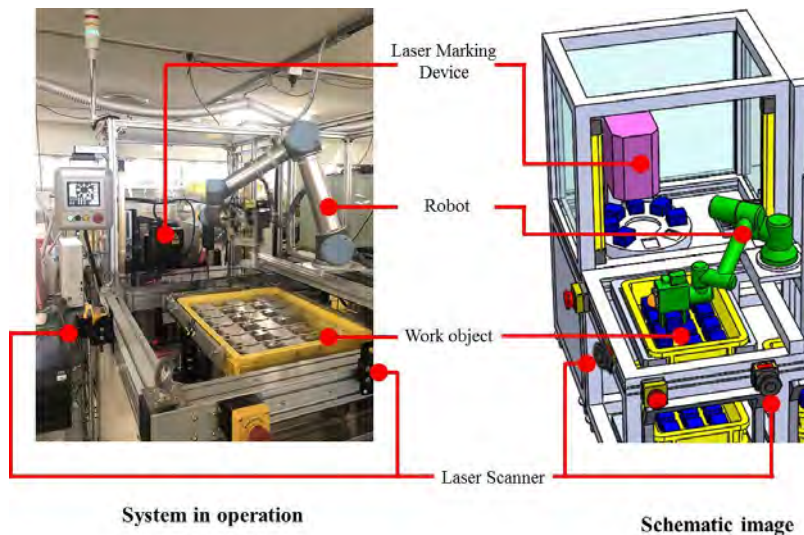 Laser Marking
Device
Robot
Work object
Laser Scanner
System in operation
Schematic image